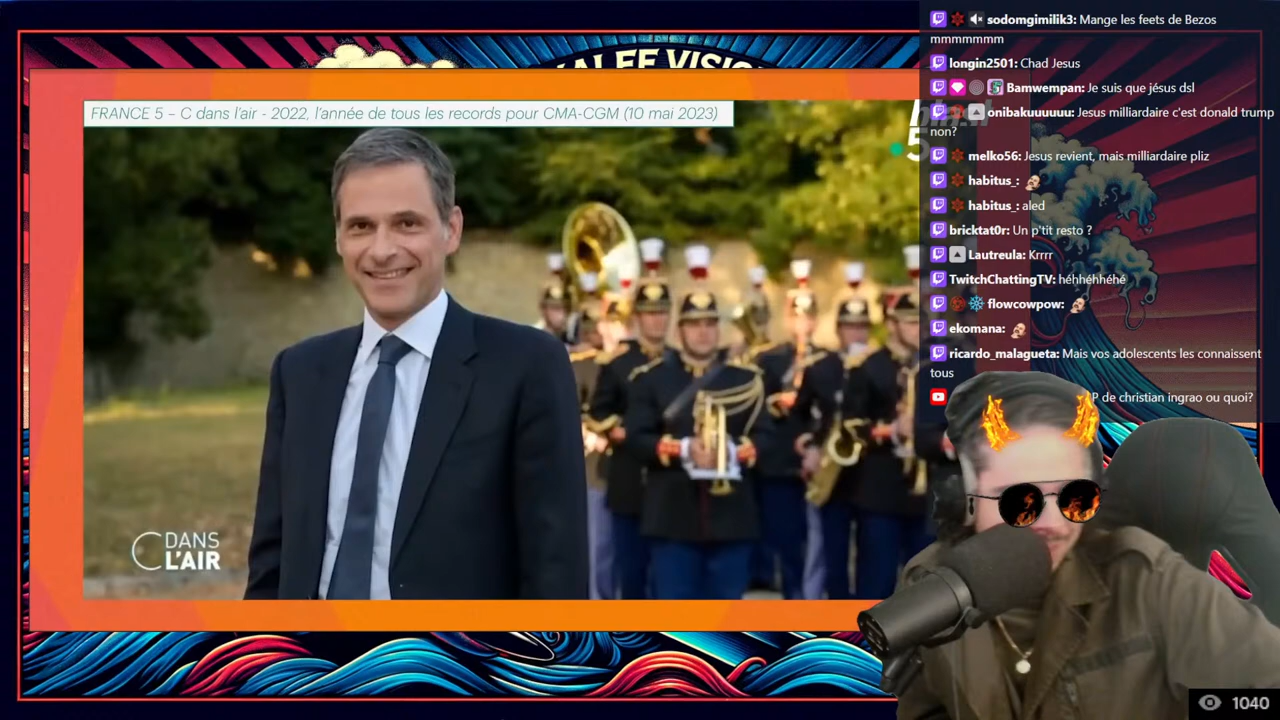 sodomgimilik3: Mange les feets de Bezos
mmmmmmm
longin2501: Chad Jesus
Bamwempan: Je suis que jésus dsl
onibakuuuuuu: Jesus milliardaire c'est donald trump
non?
melko56: Jesus revient, mais milliardaire pliz
habitus_:
habitus_: aled
bricktat0r: Un p'tit resto ?
Lautreula: Krrrr
TwitchChattingTV: héhhéhhéhé
flowcowpow:
ekomana:
ricardo_malagueta: Mais vos adolescents les connaissent
tous
P de christian ingrao ou quoi?
FRANCE 5 – C dans l'air - 2022, l'année de tous les records pour CMA-CGM (10 mai 2023)
5
C DANS
L'AIR
1040